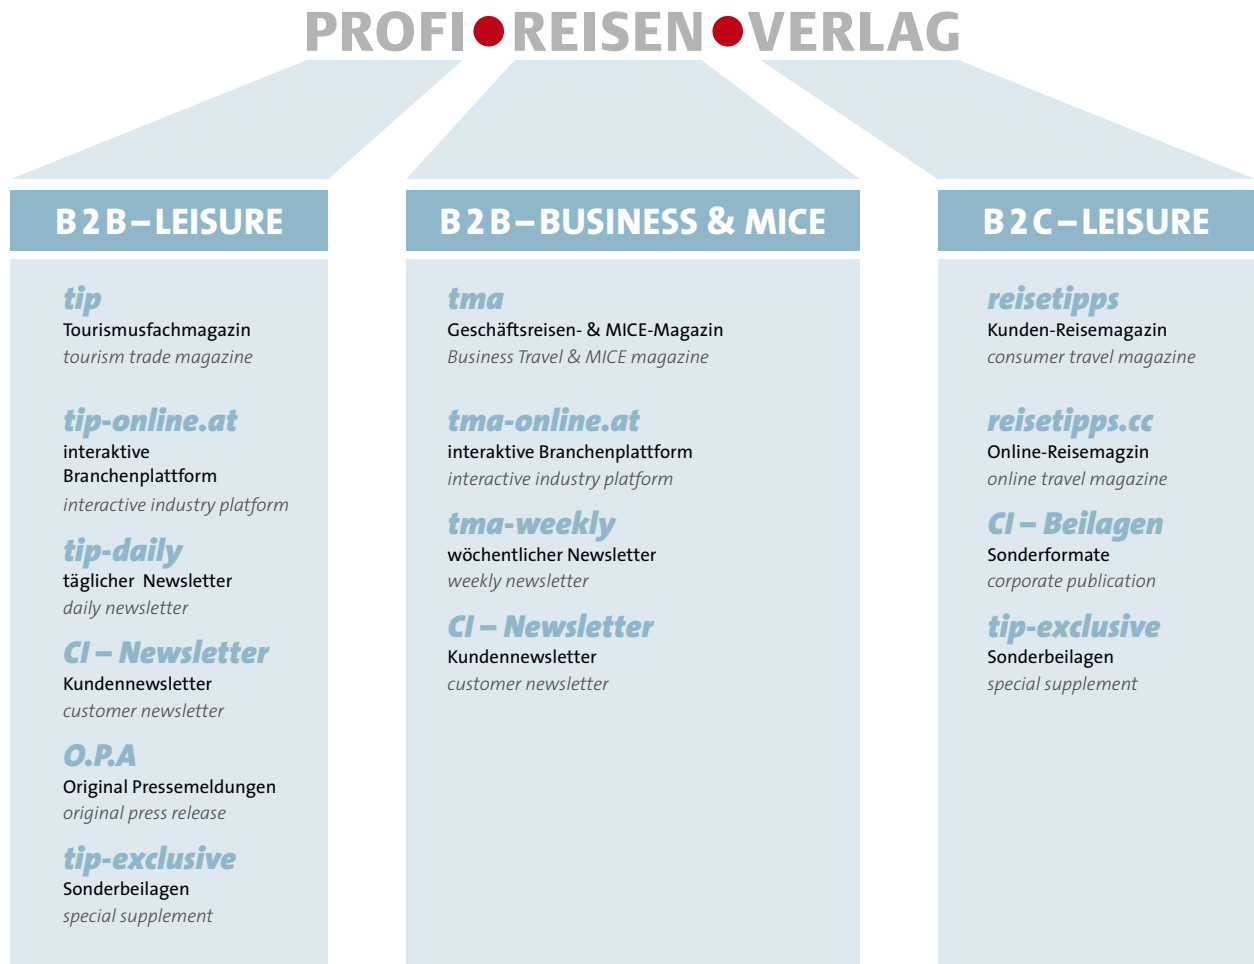 PROFI●REISEN●VERLAG
B2B–LEISURE
tip
Tourismusfachmagazin
tourism trade magazine
tip-online.at
interaktive
Branchenplattform
interactive industry platform
tip-daily
täglicher Newsletter
daily newsletter
CI – Newsletter
Kundennewsletter
customer newsletter
O.P.A
Original Pressemeldungen
original press release
tip-exclusive
Sonderbeilagen
special supplement
B2B–BUSINESS & MICE
tma
Geschäftsreisen- & MICE-Magazin
Business Travel & MICE magazine
tma-online.at
interaktive Branchenplattform
interactive industry platform
tma-weekly
wöchentlicher Newsletter
weekly newsletter
CI – Newsletter
Kundennewsletter
customer newsletter
B2C–LEISURE
reisetipps
Kunden-Reisemagazin
consumer travel magazine
reisetipps.cc
Online-Reisemagzin
online travel magazine
CI – Beilagen
Sonderformate
corporate publication
tip-exclusive
Sonderbeilagen
special supplement